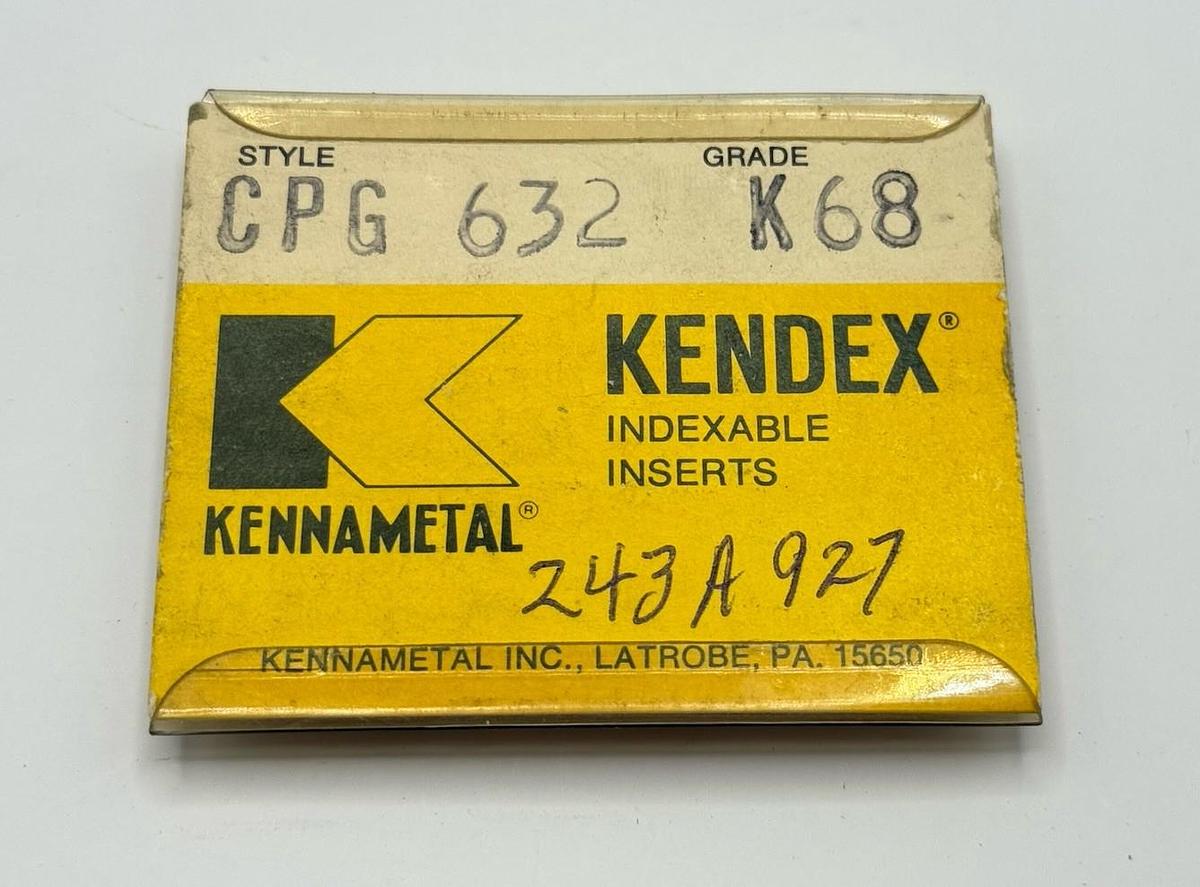 STYLE GRADE
CPG 632 K68
KENDEX®
INDEXABLE
INSERTS
KENNAMETAL®
243A927
KENNAMETAL INC., LATROBE, PA. 15650